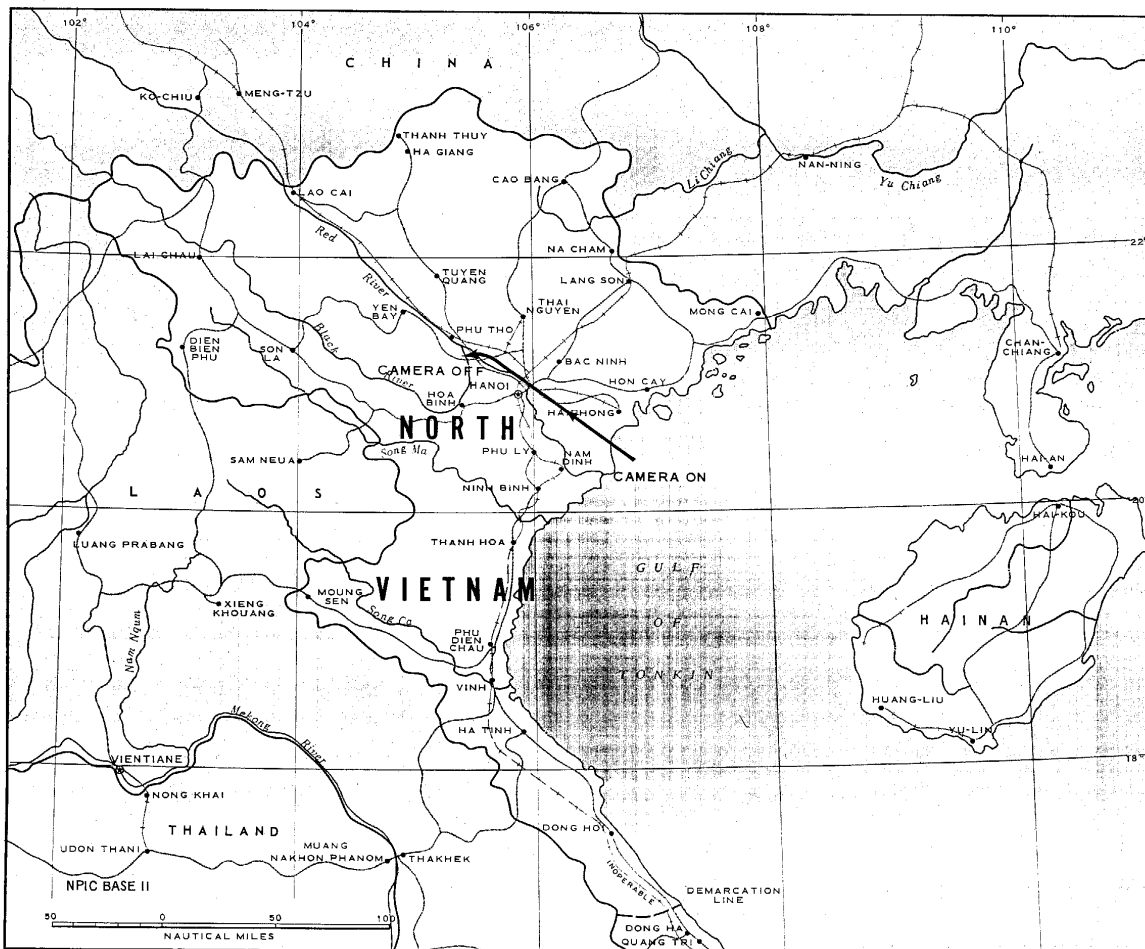 102°
104°
106°
108°
110°
C H I N A
KO-CHIU
MENG-TZU
THANH THUY
HA GIANG
CAO BANG
Li Chiang
NAN-NING
Yu Chiang
LAO CAI
Red
River
NA CHAM
22°
LAI CHAU
TUYEN
QUANG
LANG SON
THAI
NGUYEN
MONG CAI
YEN
BAY
PHU THO
DIEN
BIEN
PHU
SON
LA
Black
River
BAC NINH
CHAN-
CHIANG
CAMERA OFF
HANOI
HON GAY
HOA
BINH
HAIPHONG
NORTH
Song Ma
PHU LY
NAM
DINH
SAM NEUA
HAI-AN
CAMERA ON
NINH BINH
L A O S
20°
HAI-KOU
LUANG PRABANG
THANH HOA
GULF
VIETNAM
MOUNG
SEN
XIENG
KHOUANG
Song Ca
OF
HAINAN
Nam Ngum
PHU
DIEN
CHAU
TONKIN
VINH
HUANG-LIU
Mekong
River
HA TINH
YU-LIN
VIENTIANE
18°
NONG KHAI
THAILAND
DONG HOI
UDON THANI
MUANG
NAKHON PHANOM
THAKHEK
INOPERABLE
NPIC BASE II
DEMARCATION
LINE
50
0
100
NAUTICAL MILES
DONG HA
QUANG TRI